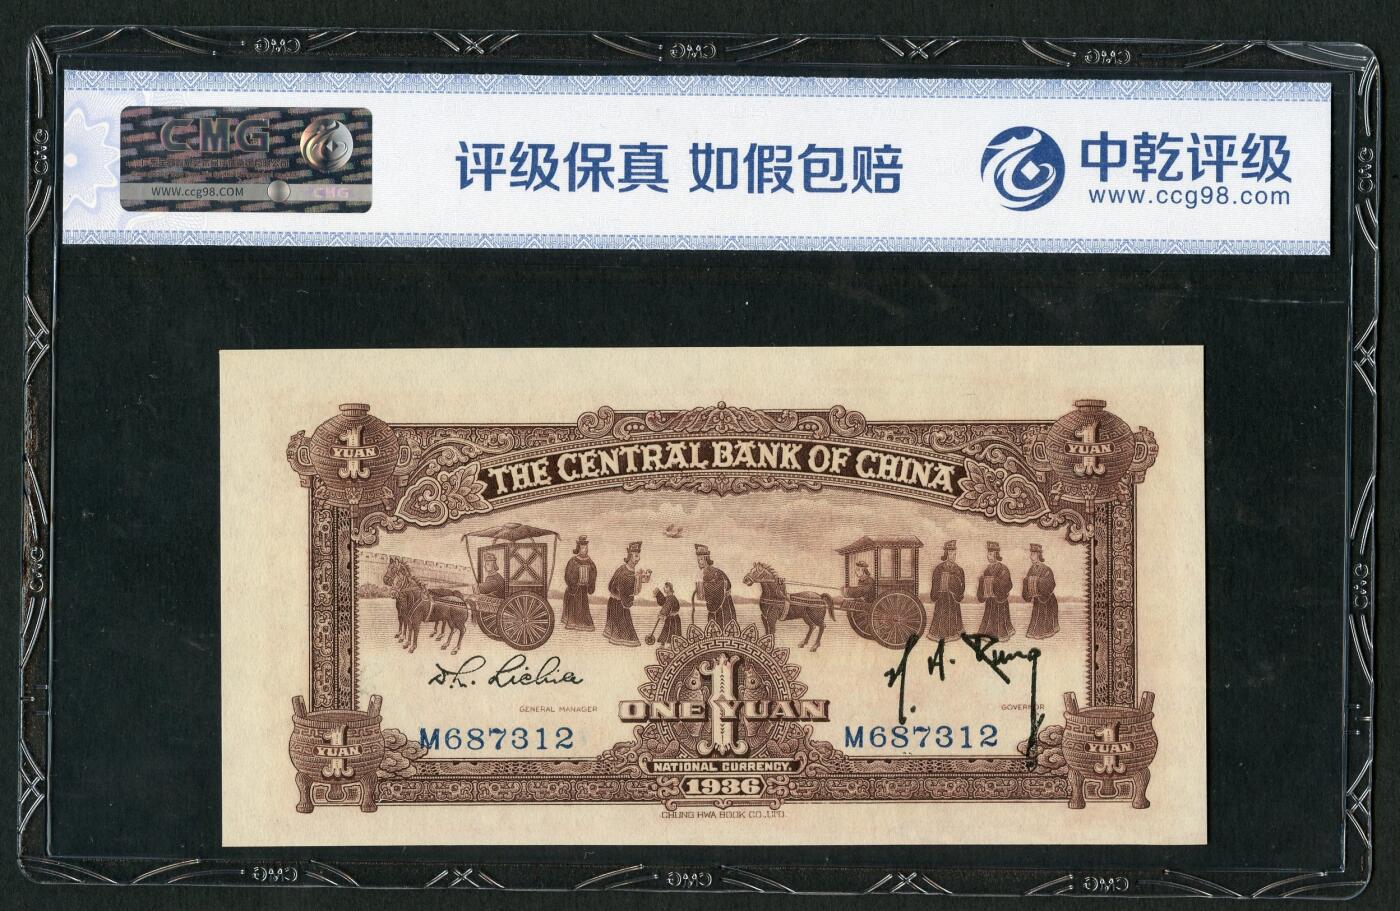 CMG
WWW.ccg98.COM
CMG
评级保真 如假包赔
中乾评级
www.ccg98.com
1
YUAN
1
YUAN
THE CENTRAL BANK OF CHINA
GENERAL MANAGER
GOVERNOR
ONE 1 YUAN
M687312
M687312
1
YUAN
1
YUAN
NATIONAL CURRENCY
1936
CHUNG HWA BOOK CO., LTD.